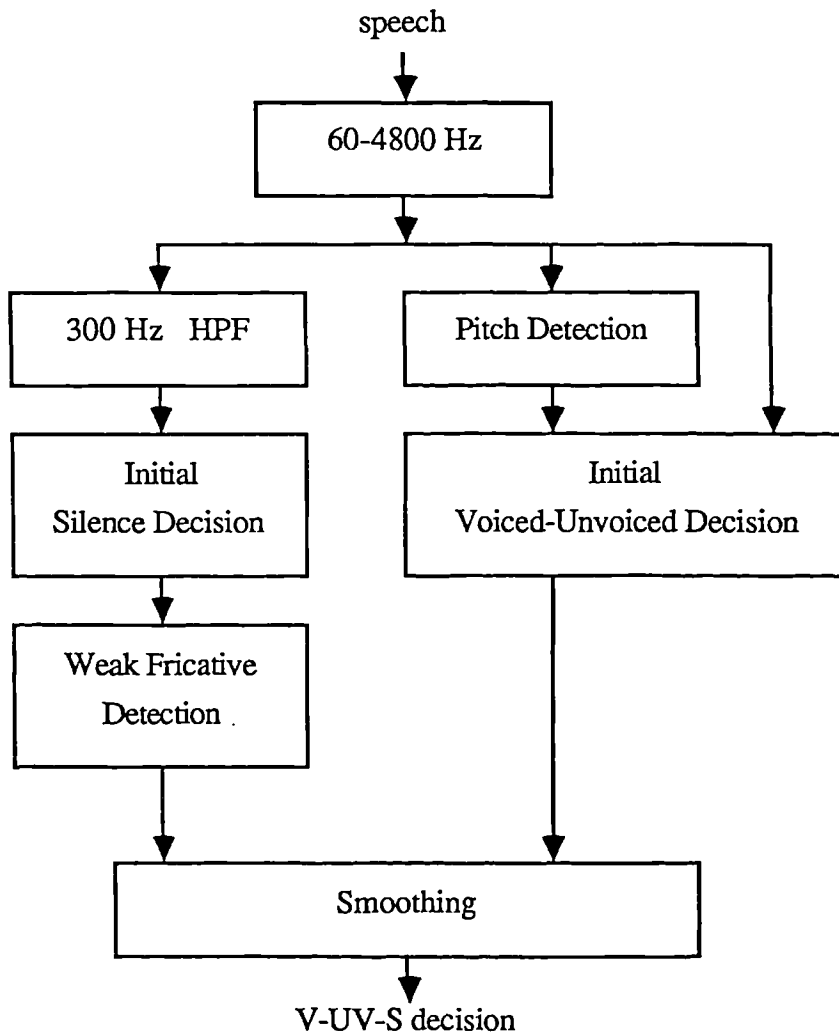 speech
60-4800 Hz
300 Hz HPF
Pitch Detection
Initial
Silence Decision
Initial
Voiced-Unvoiced Decision
Weak Fricative
Detection
Smoothing
V-UV-S decision